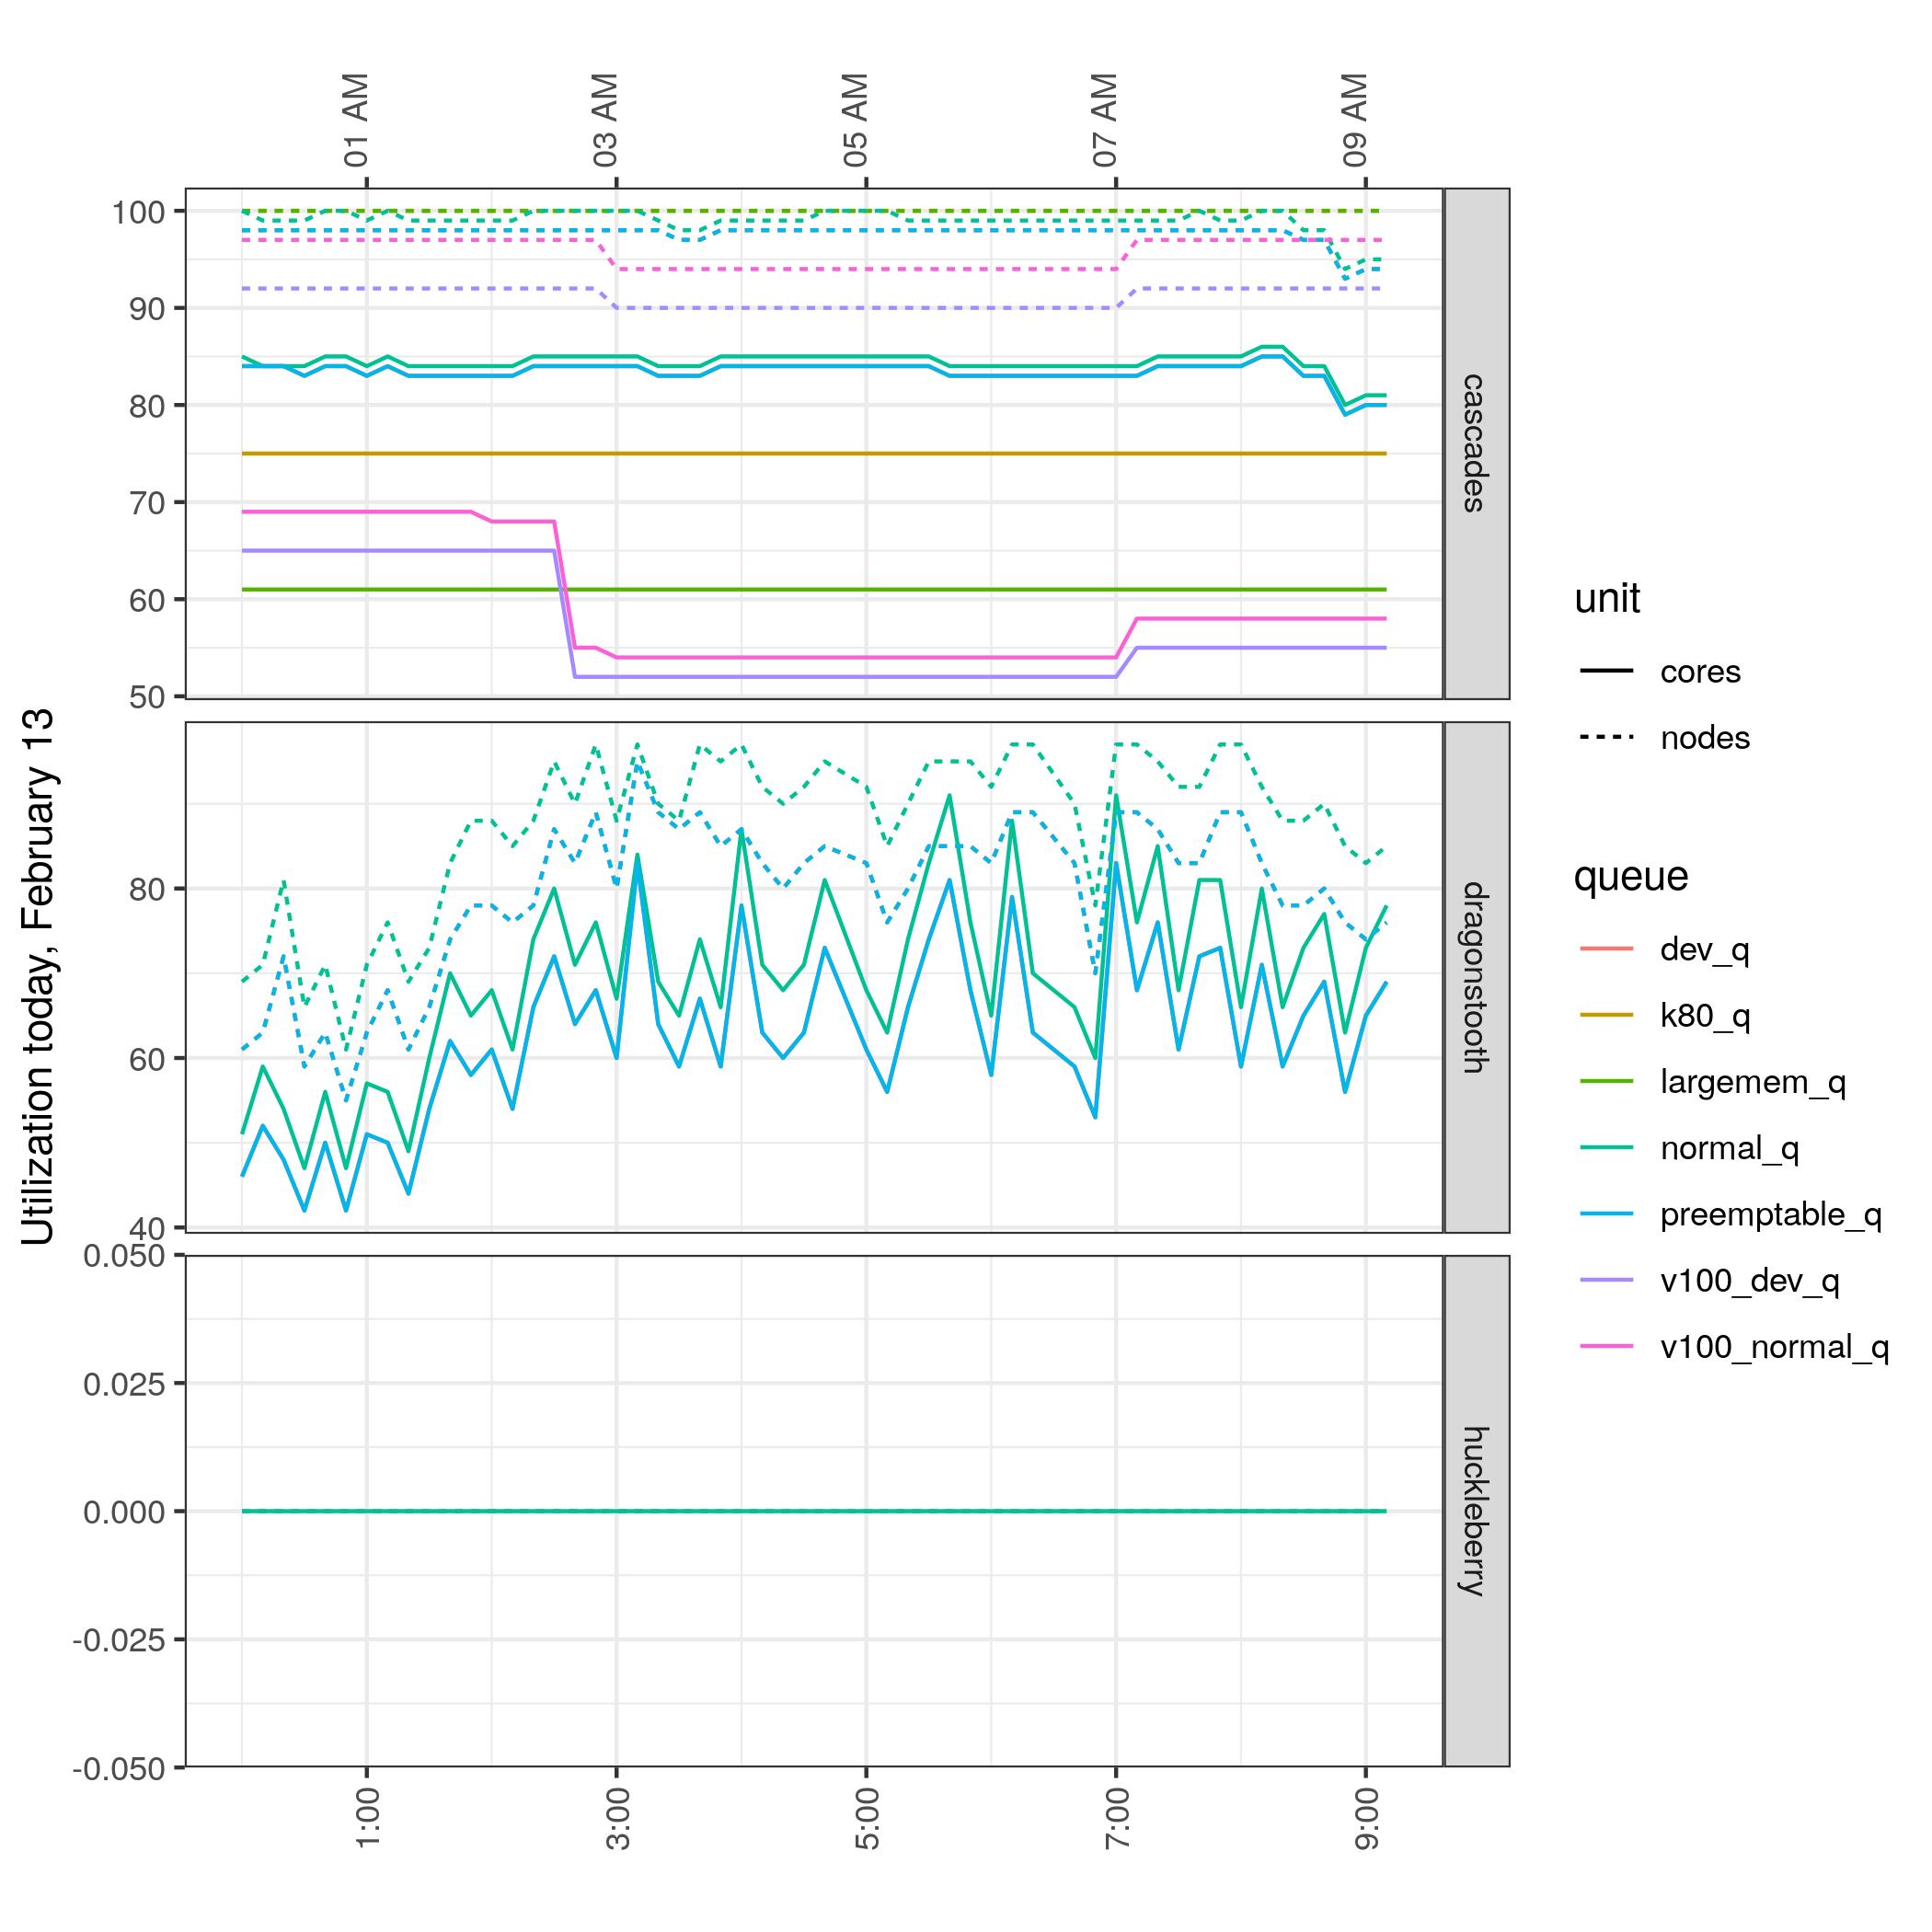 01 AM
03 AM
05 AM
07 AM
09 AM
Utilization today, February 13
100
90
80
70
60
50
cascades
80
60
40
dragonstooth
0.050
0.025
0.000
-0.025
-0.050
huckleberry
1:00
3:00
5:00
7:00
9:00
unit
cores
nodes
queue
dev_q
k80_q
largemem_q
normal_q
preemptable_q
v100_dev_q
v100_normal_q